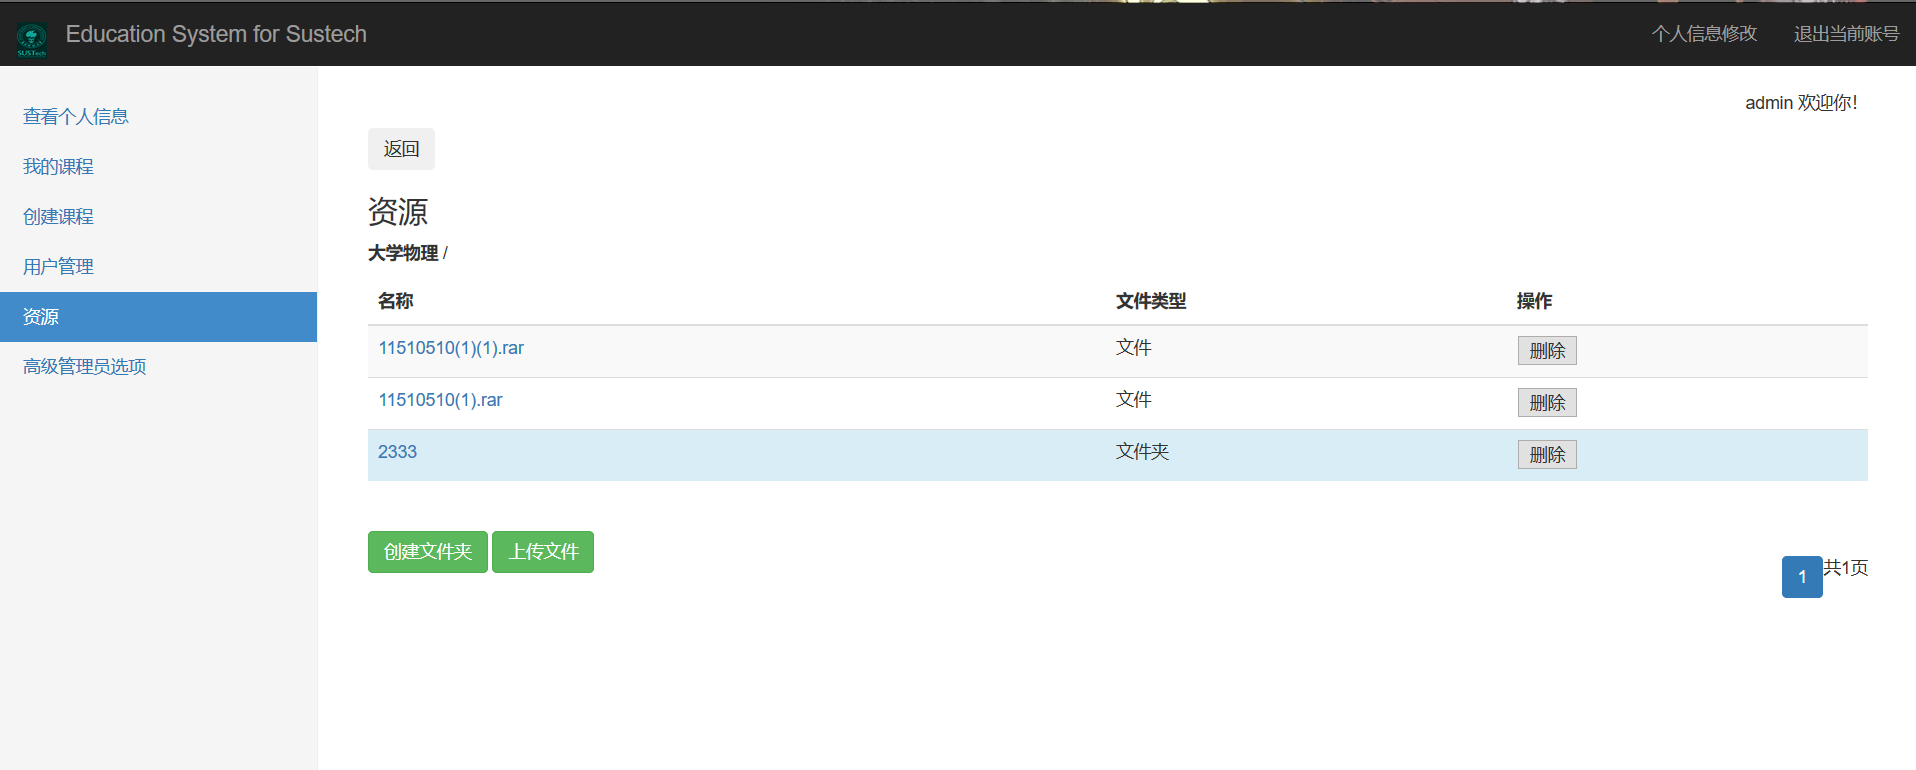 SUSTech
Education System for Sustech
个人信息修改
退出当前账号
查看个人信息
我的课程
创建课程
用户管理
资源
高级管理员选项
admin 欢迎你!
返回
资源
大学物理 /
名称 文件类型 操作
11510510(1)(1).rar 文件 删除
11510510(1).rar 文件 删除
2333 文件夹 删除
创建文件夹 上传文件
1 共1页